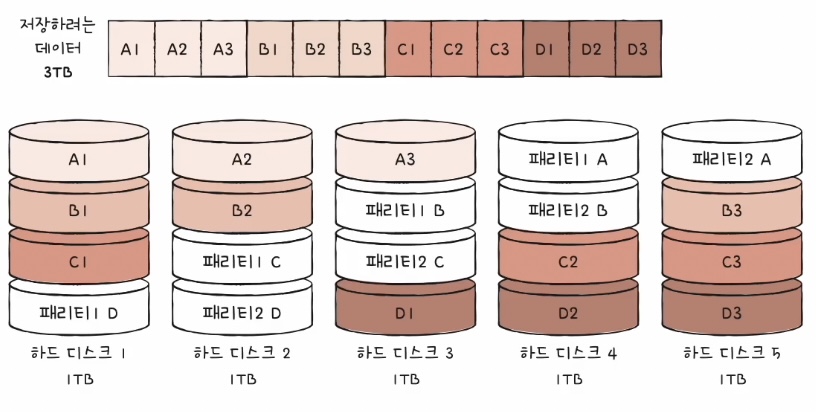 저장하려는
데이터
3TB
A1 A2 A3 B1 B2 B3 C1 C2 C3 D1 D2 D3
A1 A2 A3 패리티1 A 패리티2 A
B1 B2 패리티1 B 패리티2 B B3
C1 패리티1 C 패리티2 C C2 C3
패리티1 D 패리티2 D D1 D2 D3
하드 디스크 1 하드 디스크 2 하드 디스크 3 하드 디스크 4 하드 디스크 5
1TB 1TB 1TB 1TB 1TB